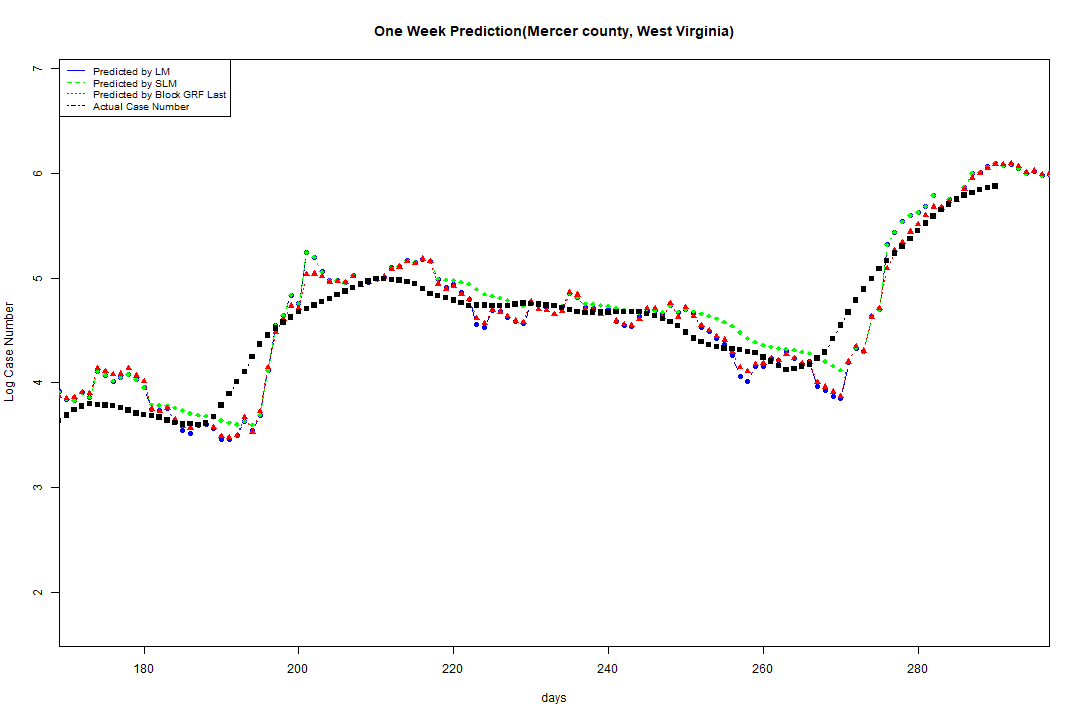 One Week Prediction(Mercer county, West Virginia)
Predicted by LM
Predicted by SLM
Predicted by Block GRF Last
Actual Case Number
7
6
5
4
3
2
Log Case Number
180 200 220 240 260 280
days